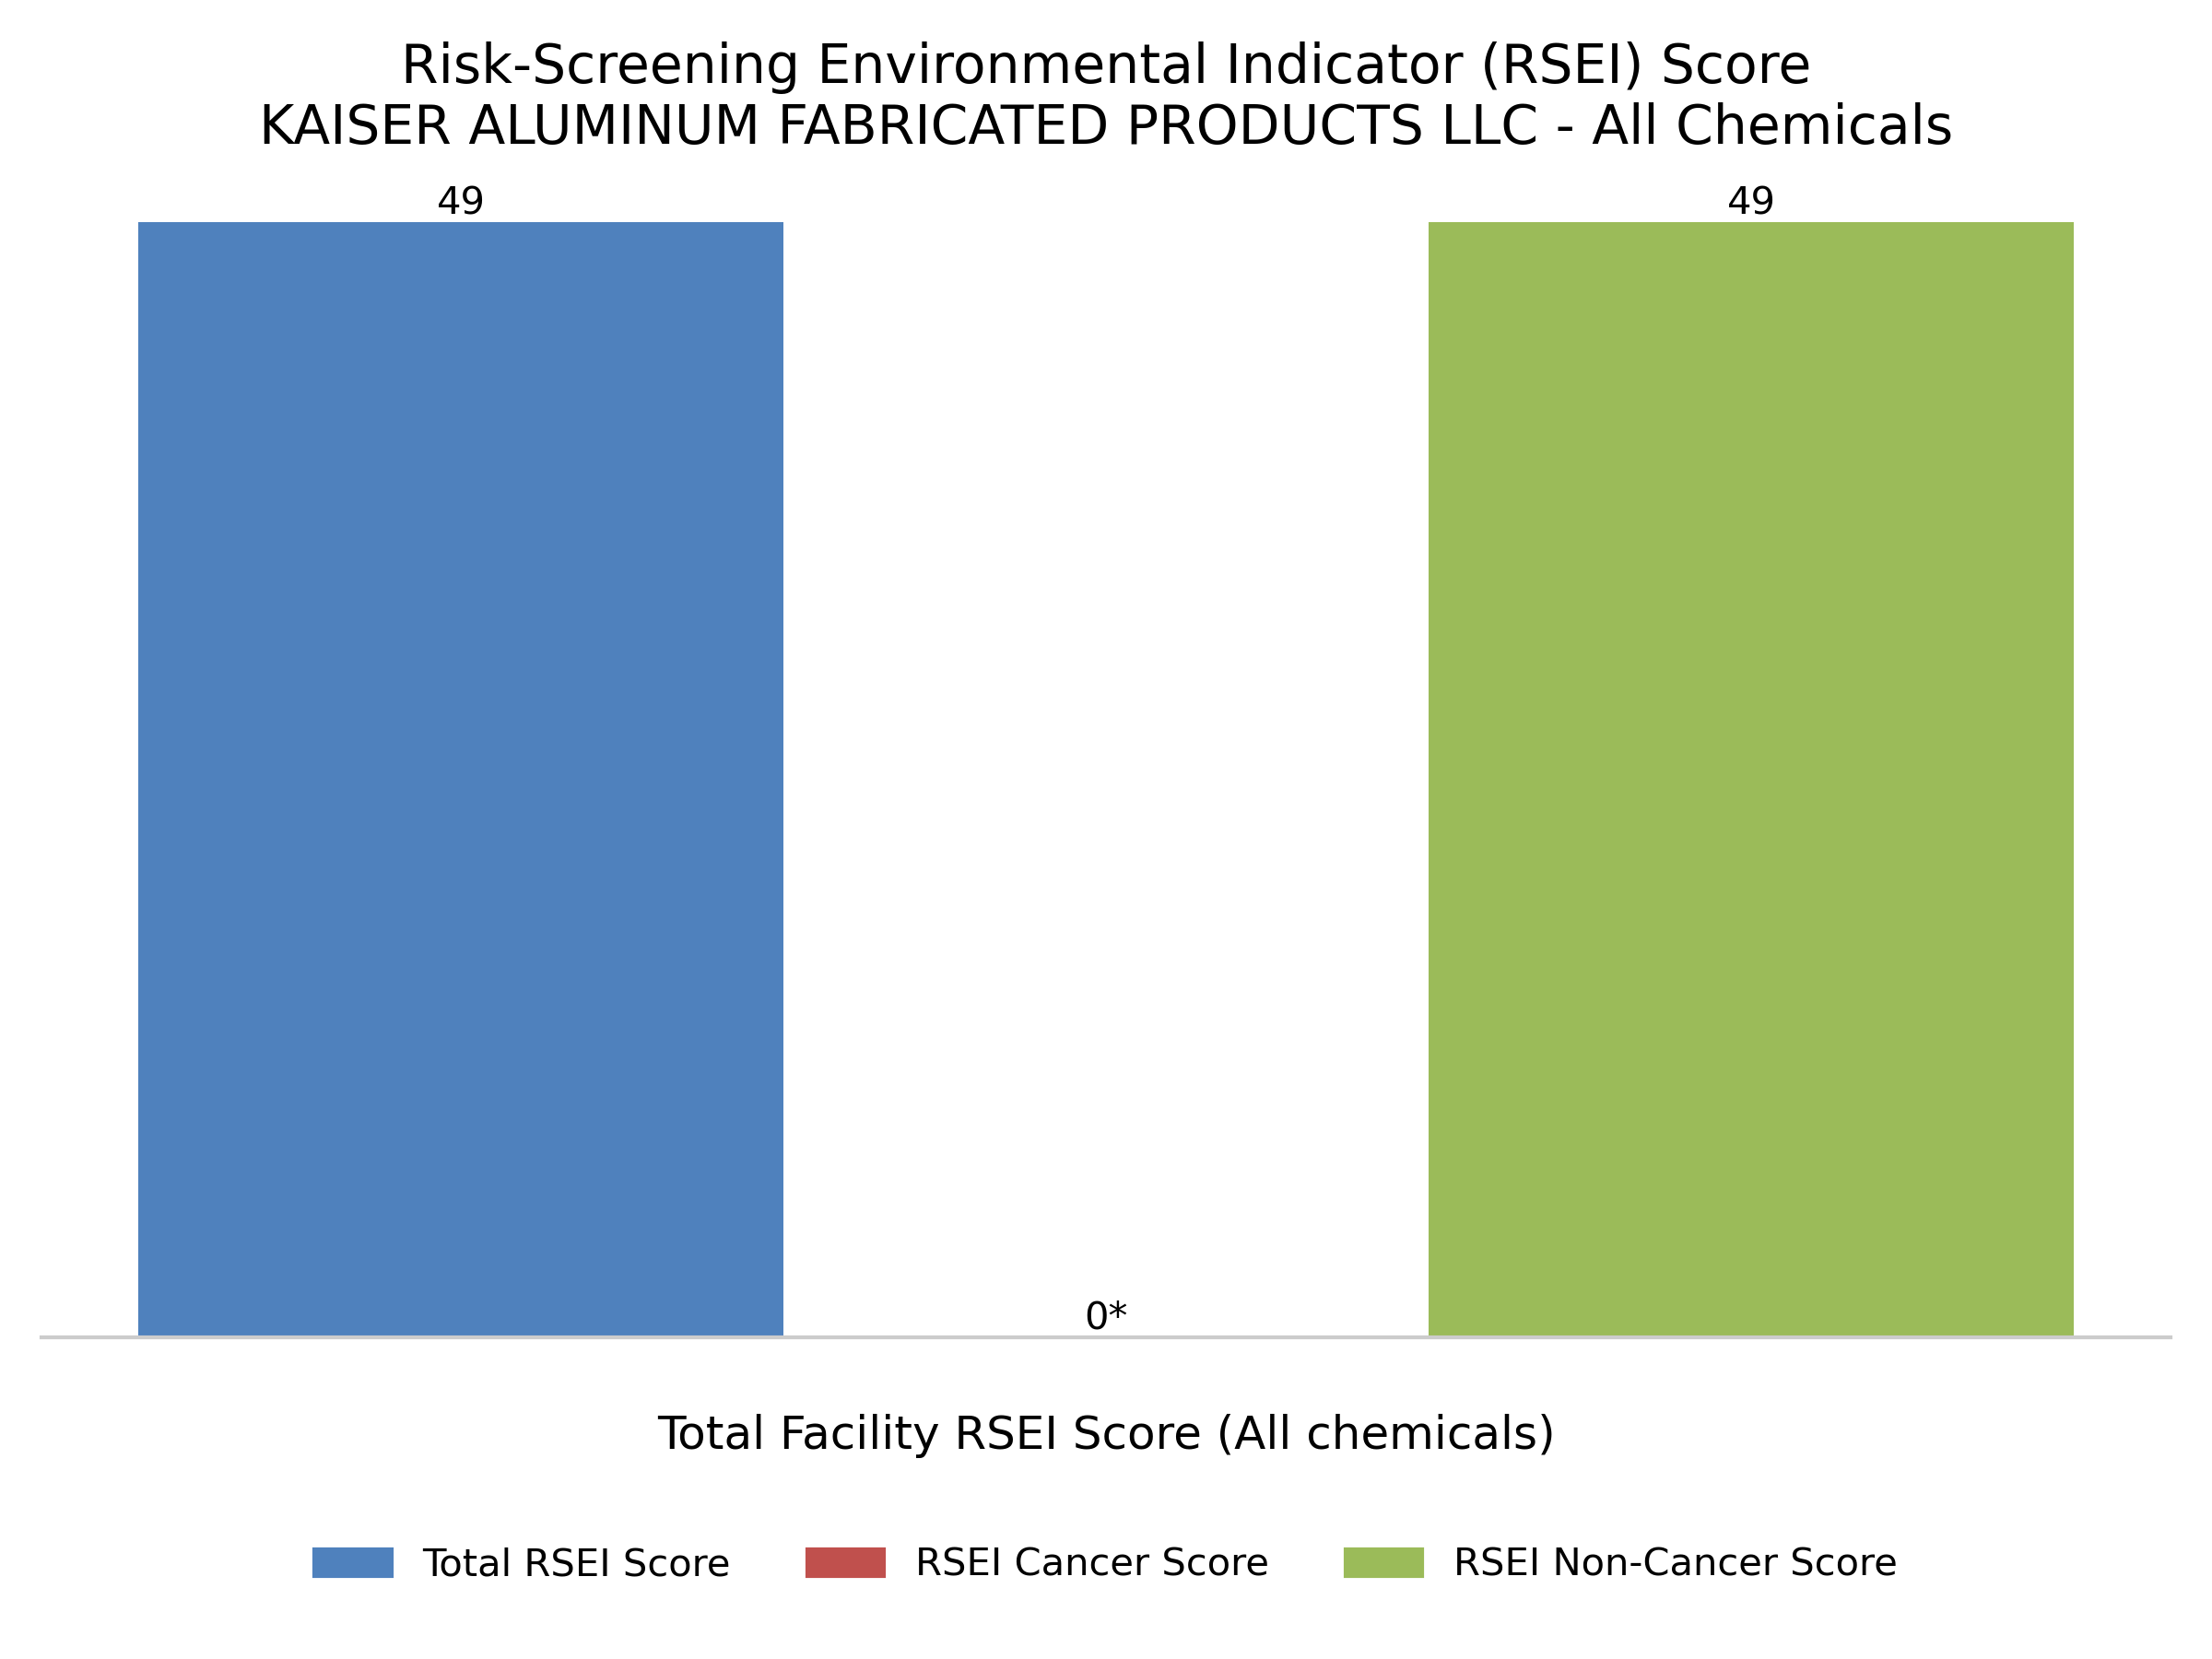 Risk-Screening Environmental Indicator (RSEI) Score
KAISER ALUMINUM FABRICATED PRODUCTS LLC - All Chemicals
49
49
0*
Total Facility RSEI Score (All chemicals)
Total RSEI Score
RSEI Cancer Score
RSEI Non-Cancer Score